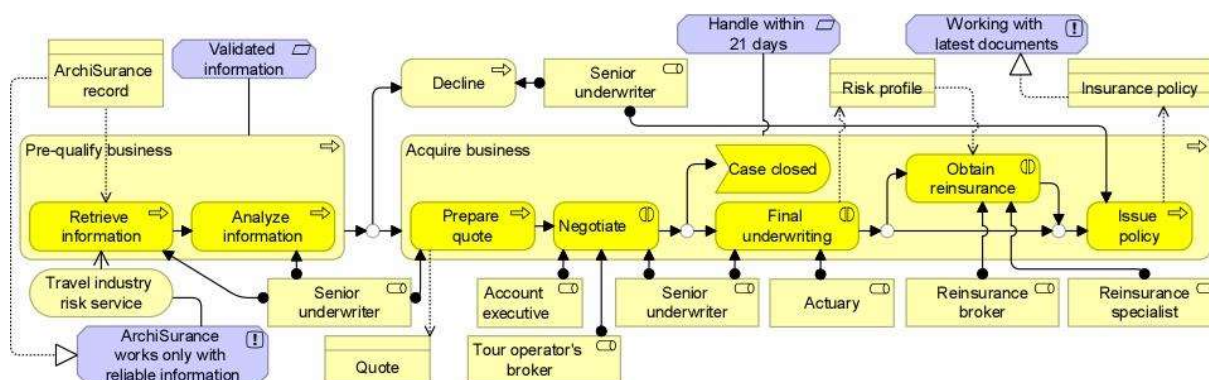 ArchiSurance
record
Validated
information
Decline
Senior
underwriter
Handle within
21 days
Risk profile
Working with
latest documents
Insurance policy
Pre-qualify business
Acquire business
Case closed
Obtain
reinsurance
Retrieve
information
Analyze
information
Prepare
quote
Negotiate
Final
underwriting
Issue
policy
Travel industry
risk service
Senior
underwriter
Account
executive
Senior
underwriter
Actuary
Reinsurance
broker
Reinsurance
specialist
ArchiSurance
works only with
reliable information
Quote
Tour operator's
broker